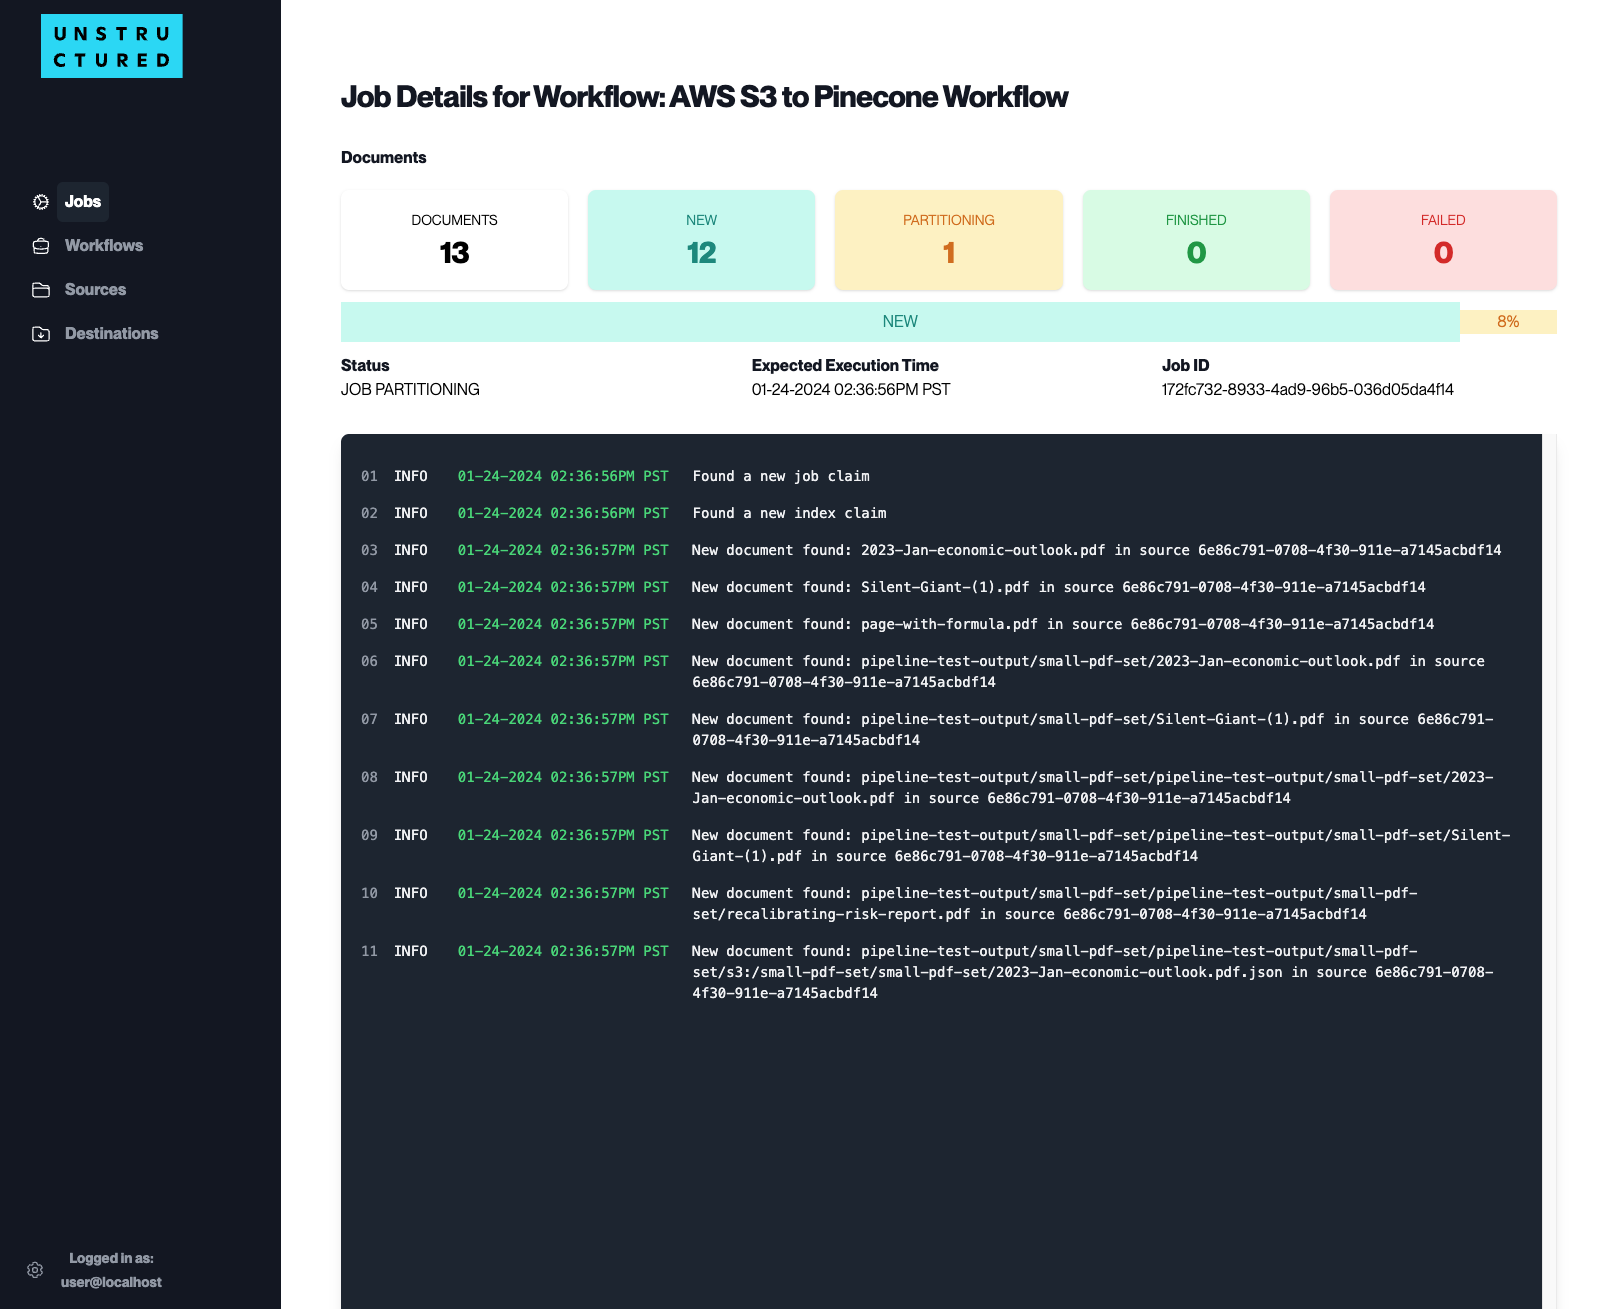 UNSTRU
CTURED
Jobs
Workflows
Sources
Destinations
Logged in as:
user@localhost
Job Details for Workflow: AWS S3 to Pinecone Workflow
Documents
DOCUMENTS
13
NEW
12
PARTITIONING
1
FINISHED
0
FAILED
0
NEW
8%
Status
JOB PARTITIONING
Expected Execution Time
01-24-2024 02:36:56PM PST
Job ID
172fc732-8933-4ad9-96b5-036d05da4f14
01 INFO 01-24-2024 02:36:56PM PST Found a new job claim
02 INFO 01-24-2024 02:36:56PM PST Found a new index claim
03 INFO 01-24-2024 02:36:57PM PST New document found: 2023-Jan-economic-outlook.pdf in source 6e86c791-0708-4f30-911e-a7145acbdf14
04 INFO 01-24-2024 02:36:57PM PST New document found: Silent-Giant-(1).pdf in source 6e86c791-0708-4f30-911e-a7145acbdf14
05 INFO 01-24-2024 02:36:57PM PST New document found: page-with-formula.pdf in source 6e86c791-0708-4f30-911e-a7145acbdf14
06 INFO 01-24-2024 02:36:57PM PST New document found: pipeline-test-output/small-pdf-set/2023-Jan-economic-outlook.pdf in source
6e86c791-0708-4f30-911e-a7145acbdf14
07 INFO 01-24-2024 02:36:57PM PST New document found: pipeline-test-output/small-pdf-set/Silent-Giant-(1).pdf in source 6e86c791-
0708-4f30-911e-a7145acbdf14
08 INFO 01-24-2024 02:36:57PM PST New document found: pipeline-test-output/small-pdf-set/pipeline-test-output/small-pdf-set/2023-
Jan-economic-outlook.pdf in source 6e86c791-0708-4f30-911e-a7145acbdf14
09 INFO 01-24-2024 02:36:57PM PST New document found: pipeline-test-output/small-pdf-set/pipeline-test-output/small-pdf-set/Silent-
Giant-(1).pdf in source 6e86c791-0708-4f30-911e-a7145acbdf14
10 INFO 01-24-2024 02:36:57PM PST New document found: pipeline-test-output/small-pdf-set/pipeline-test-output/small-pdf-
set/recalibrating-risk-report.pdf in source 6e86c791-0708-4f30-911e-a7145acbdf14
11 INFO 01-24-2024 02:36:57PM PST New document found: pipeline-test-output/small-pdf-set/pipeline-test-output/small-pdf-
set/s3:/small-pdf-set/small-pdf-set/2023-Jan-economic-outlook.pdf.json in source 6e86c791-0708-
4f30-911e-a7145acbdf14